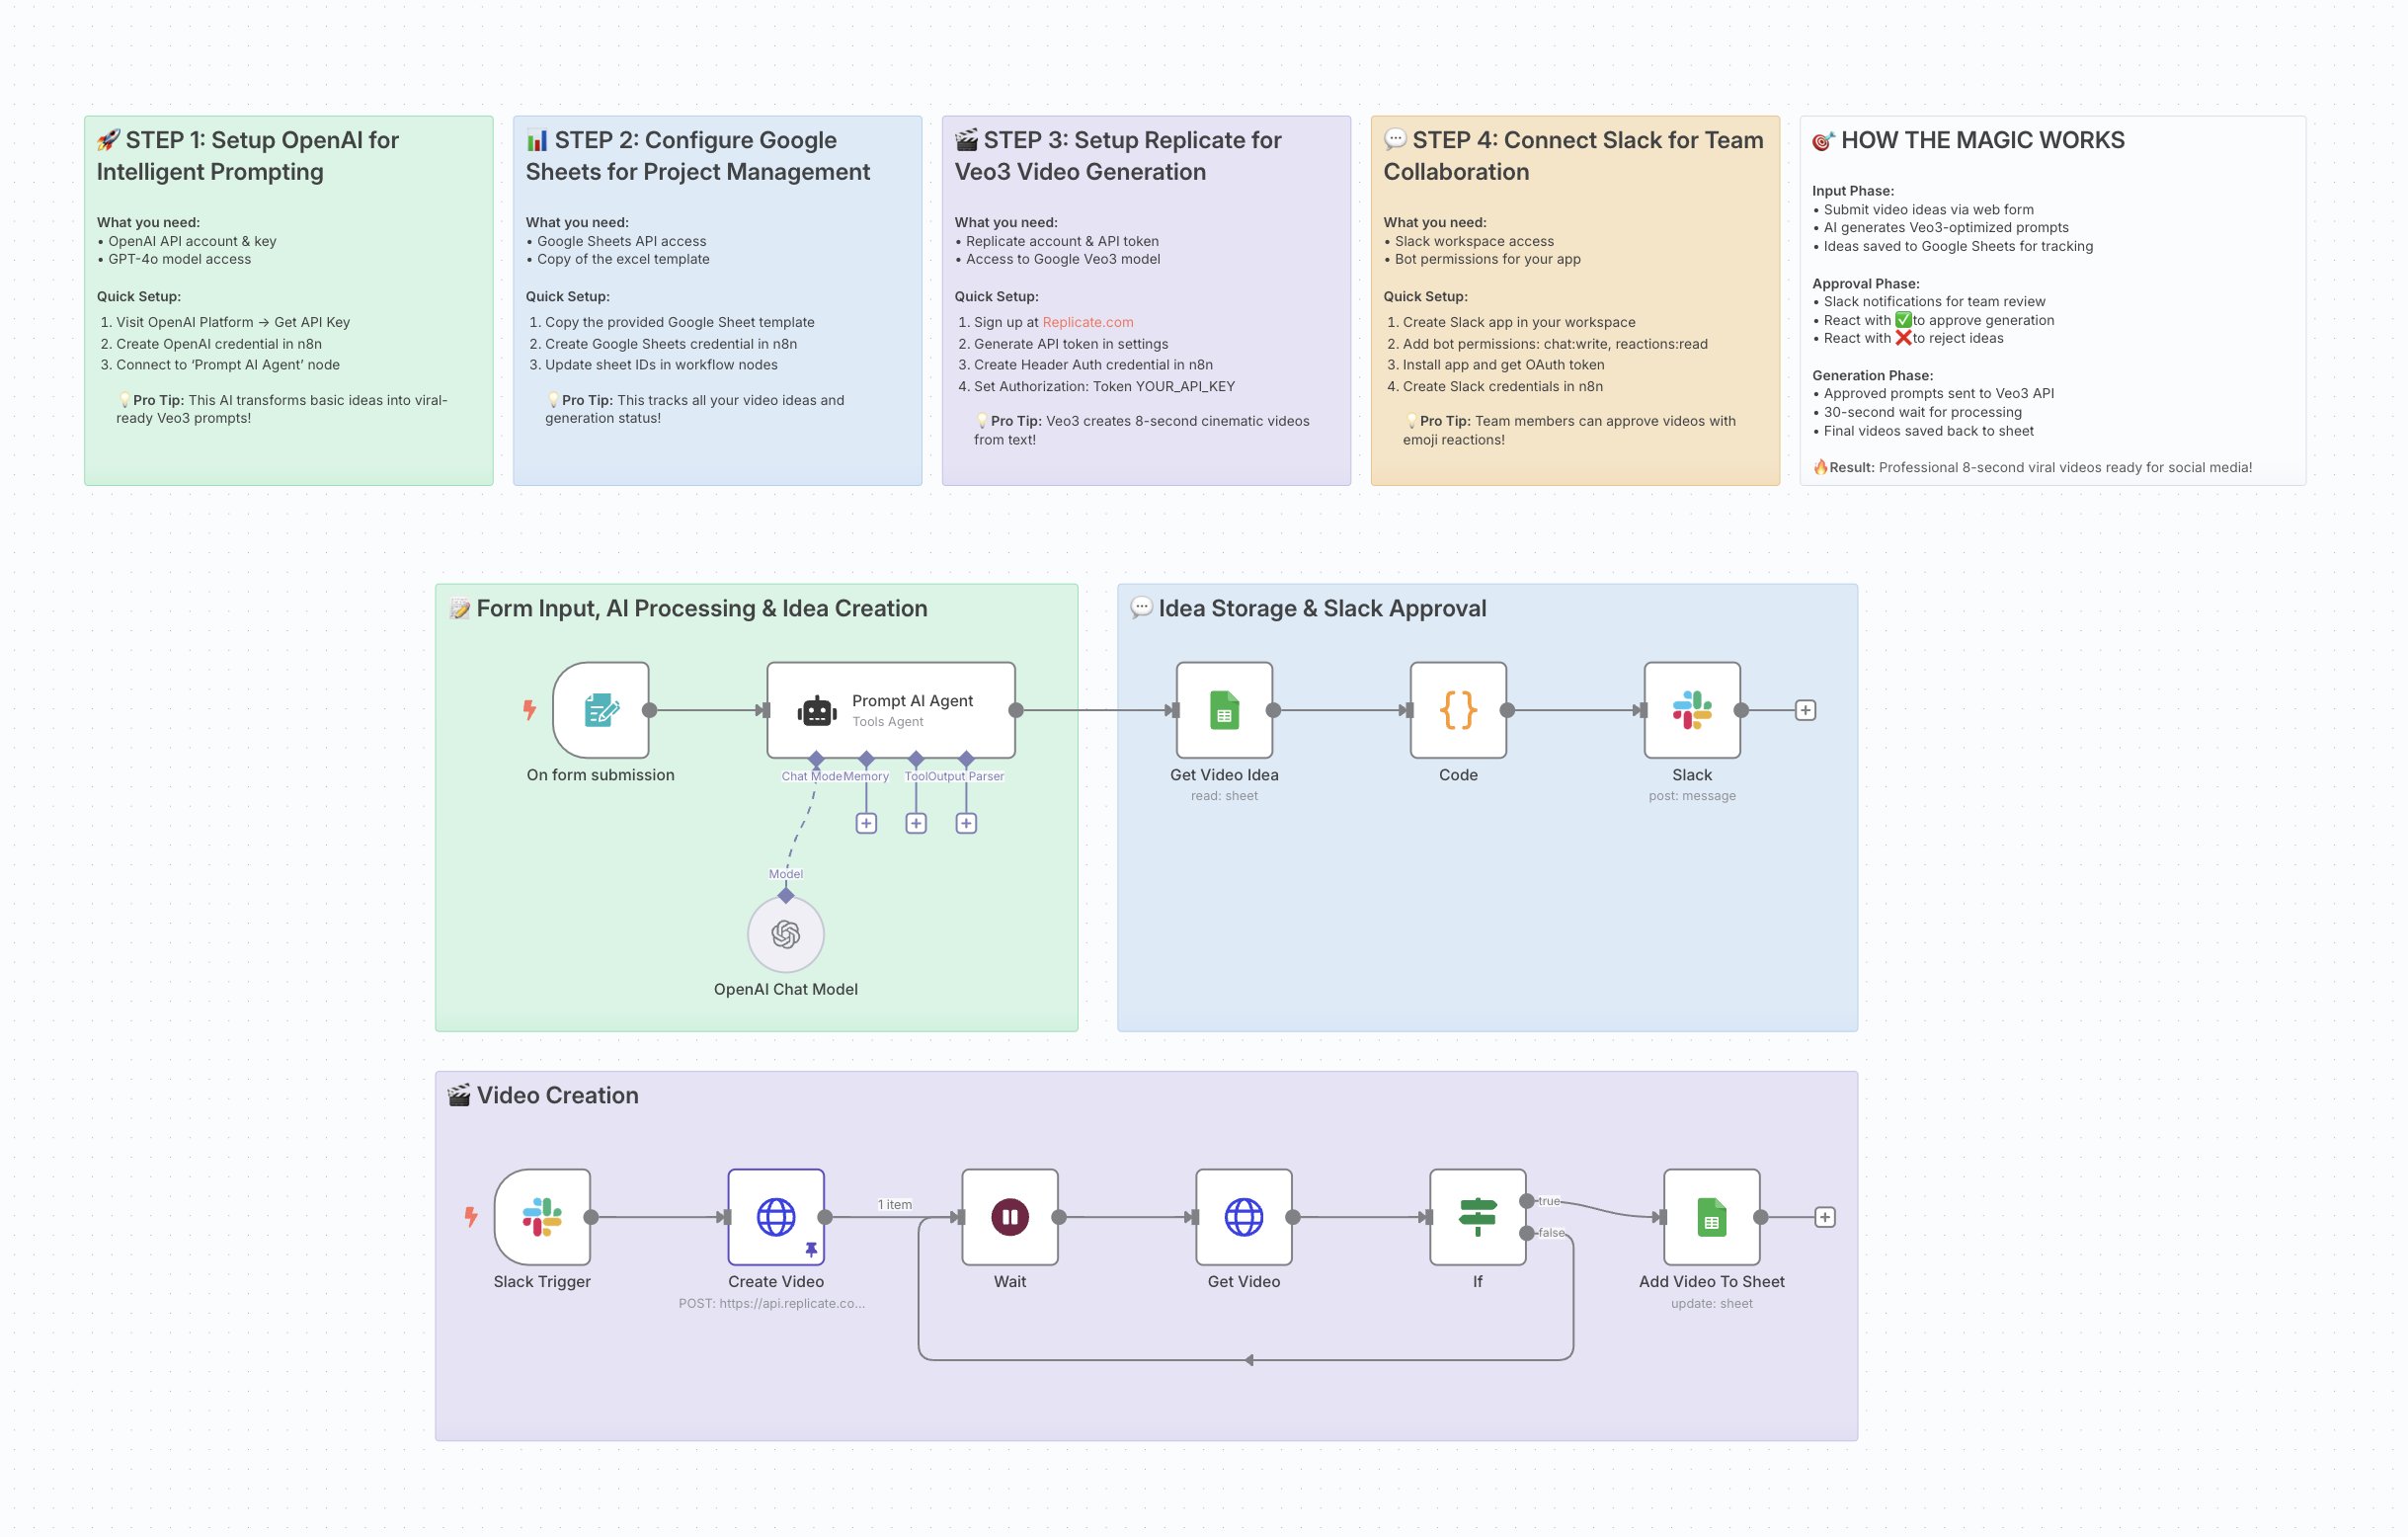 🚀 STEP 1: Setup OpenAI for
Intelligent Prompting
What you need:
• OpenAI API account & key
• GPT-4o model access
Quick Setup:
1. Visit OpenAI Platform → Get API Key
2. Create OpenAI credential in n8n
3. Connect to ‘Prompt AI Agent’ node
💡Pro Tip: This AI transforms basic ideas into viral-
ready Veo3 prompts!
📊 STEP 2: Configure Google
Sheets for Project Management
What you need:
• Google Sheets API access
• Copy of the excel template
Quick Setup:
1. Copy the provided Google Sheet template
2. Create Google Sheets credential in n8n
3. Update sheet IDs in workflow nodes
💡Pro Tip: This tracks all your video ideas and
generation status!
🎬 STEP 3: Setup Replicate for
Veo3 Video Generation
What you need:
• Replicate account & API token
• Access to Google Veo3 model
Quick Setup:
1. Sign up at Replicate.com
2. Generate API token in settings
3. Create Header Auth credential in n8n
4. Set Authorization: Token YOUR_API_KEY
💡Pro Tip: Veo3 creates 8-second cinematic videos
from text!
💬 STEP 4: Connect Slack for Team
Collaboration
What you need:
• Slack workspace access
• Bot permissions for your app
Quick Setup:
1. Create Slack app in your workspace
2. Add bot permissions: chat:write, reactions:read
3. Install app and get OAuth token
4. Create Slack credentials in n8n
💡Pro Tip: Team members can approve videos with
emoji reactions!
🎯 HOW THE MAGIC WORKS
Input Phase:
• Submit video ideas via web form
• AI generates Veo3-optimized prompts
• Ideas saved to Google Sheets for tracking
Approval Phase:
• Slack notifications for team review
• React with ✅to approve generation
• React with ❌to reject ideas
Generation Phase:
• Approved prompts sent to Veo3 API
• 30-second wait for processing
• Final videos saved back to sheet
🔥Result: Professional 8-second viral videos ready for social media!
📝 Form Input, AI Processing & Idea Creation
On form submission
Prompt AI Agent
Tools Agent
Chat Mode
Memory
Tool
Output Parser
Model
OpenAI Chat Model
💬 Idea Storage & Slack Approval
Get Video Idea
read: sheet
Code
Slack
post: message
🎬 Video Creation
Slack Trigger
Create Video
POST: https://api.replicate.co...
1 item
Wait
Get Video
If
true
false
Add Video To Sheet
update: sheet